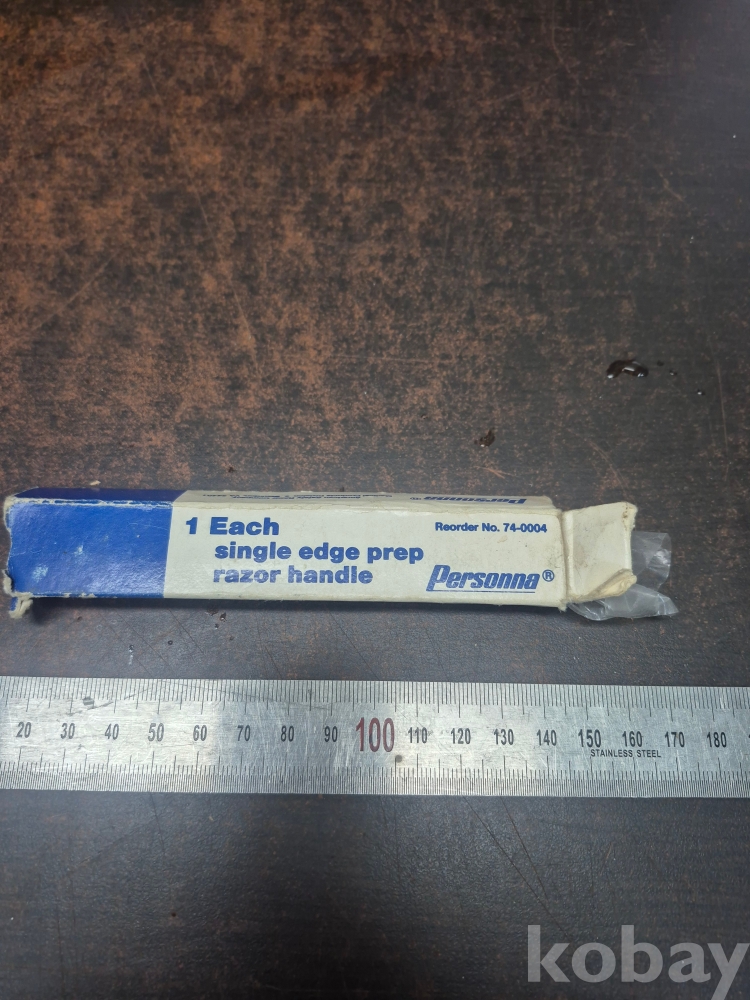 Personna®
1 Each
Reorder No. 74-0004
single edge prep
razor handle
Personna®
20 30 40 50 60 70 80 90 100 110 120 130 140 150 160 170 180
STAINLESS STEEL
kobay